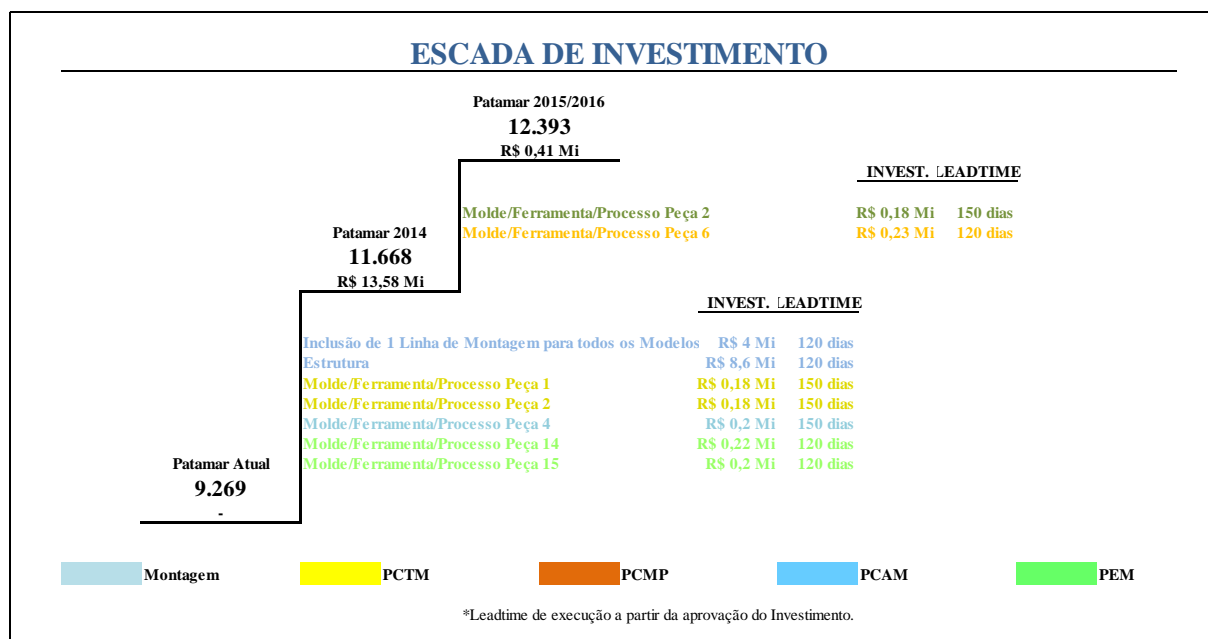 ESCADA DE INVESTIMENTO
Patamar 2015/2016
12.393
R$ 0,41 Mi
INVEST. LEADTIME
Molde/Ferramenta/Processo Peça 2 R$ 0,18 Mi 150 dias
Molde/Ferramenta/Processo Peça 6 R$ 0,23 Mi 120 dias
Patamar 2014
11.668
R$ 13,58 Mi
INVEST. LEADTIME
Inclusão de 1 Linha de Montagem para todos os Modelos R$ 4 Mi 120 dias
Estrutura R$ 8,6 Mi 120 dias
Molde/Ferramenta/Processo Peça 1 R$ 0,18 Mi 150 dias
Molde/Ferramenta/Processo Peça 2 R$ 0,18 Mi 150 dias
Molde/Ferramenta/Processo Peça 4 R$ 0,2 Mi 150 dias
Molde/Ferramenta/Processo Peça 14 R$ 0,22 Mi 120 dias
Molde/Ferramenta/Processo Peça 15 R$ 0,2 Mi 120 dias
Patamar Atual
9.269
-
Montagem PCTM PCMP PCAM PEM
*Leadtime de execução a partir da aprovação do Investimento.